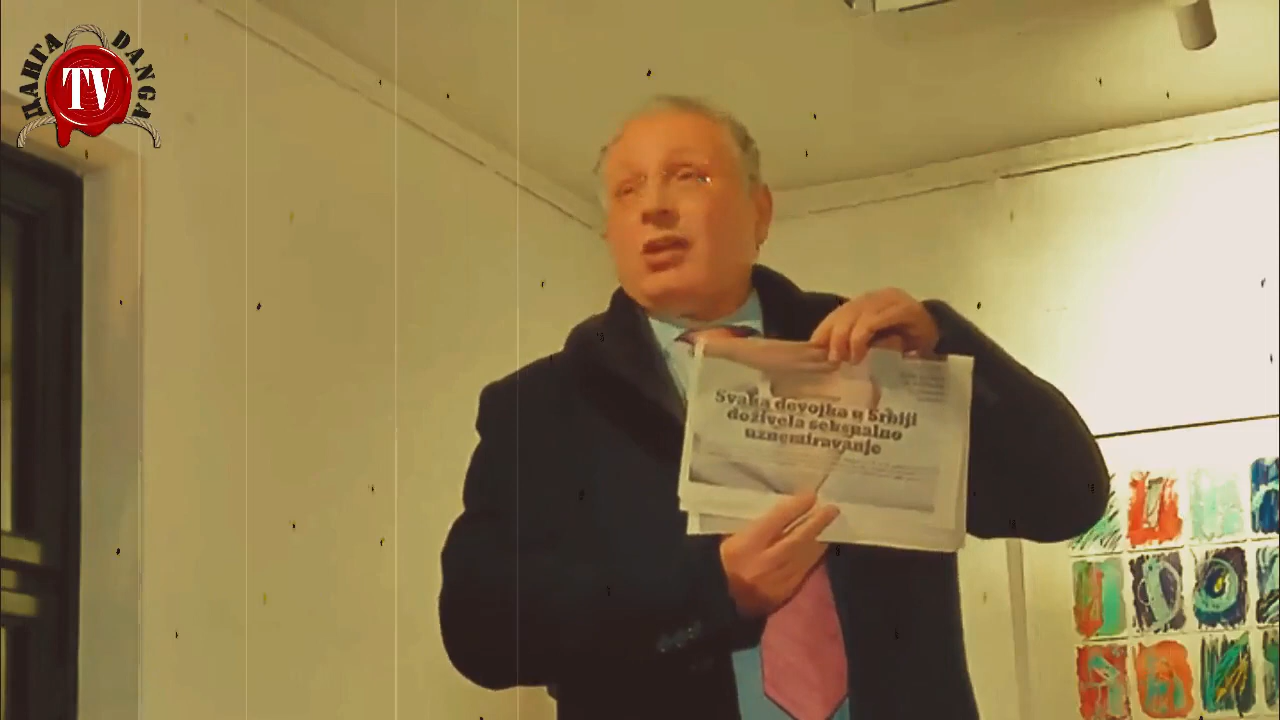 ДАНГА
DANGA
TV
Svaka devojka u Srbiji
doživela seksualno
uznemiravanje